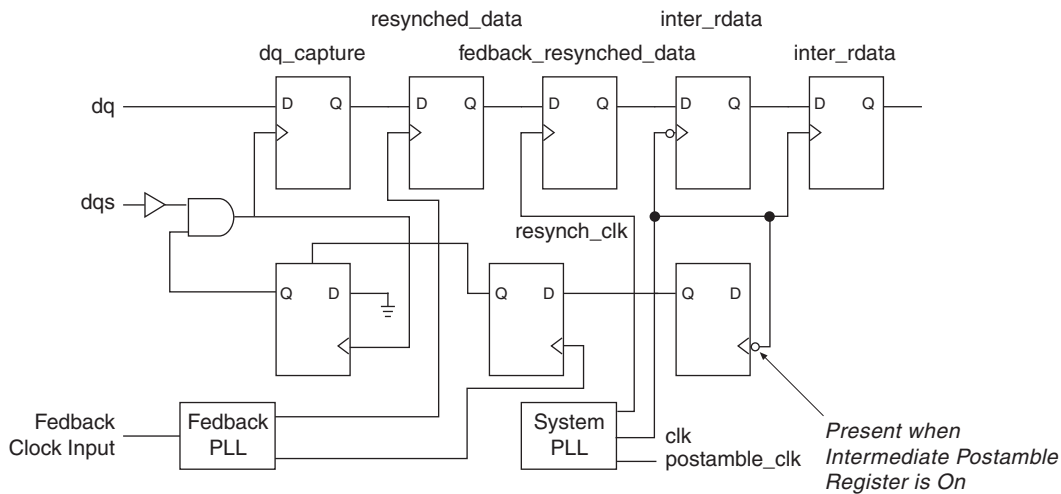 resynched_data
inter_rdata
dq_capture
fedback_resynched_data
inter_rdata
dq
D
Q
D
Q
D
Q
D
Q
D
Q
dqs
resynch_clk
Q
D
Q
D
Q
D
Fedback
Clock Input
Fedback
PLL
System
PLL
clk
postamble_clk
Present when
Intermediate Postamble
Register is On